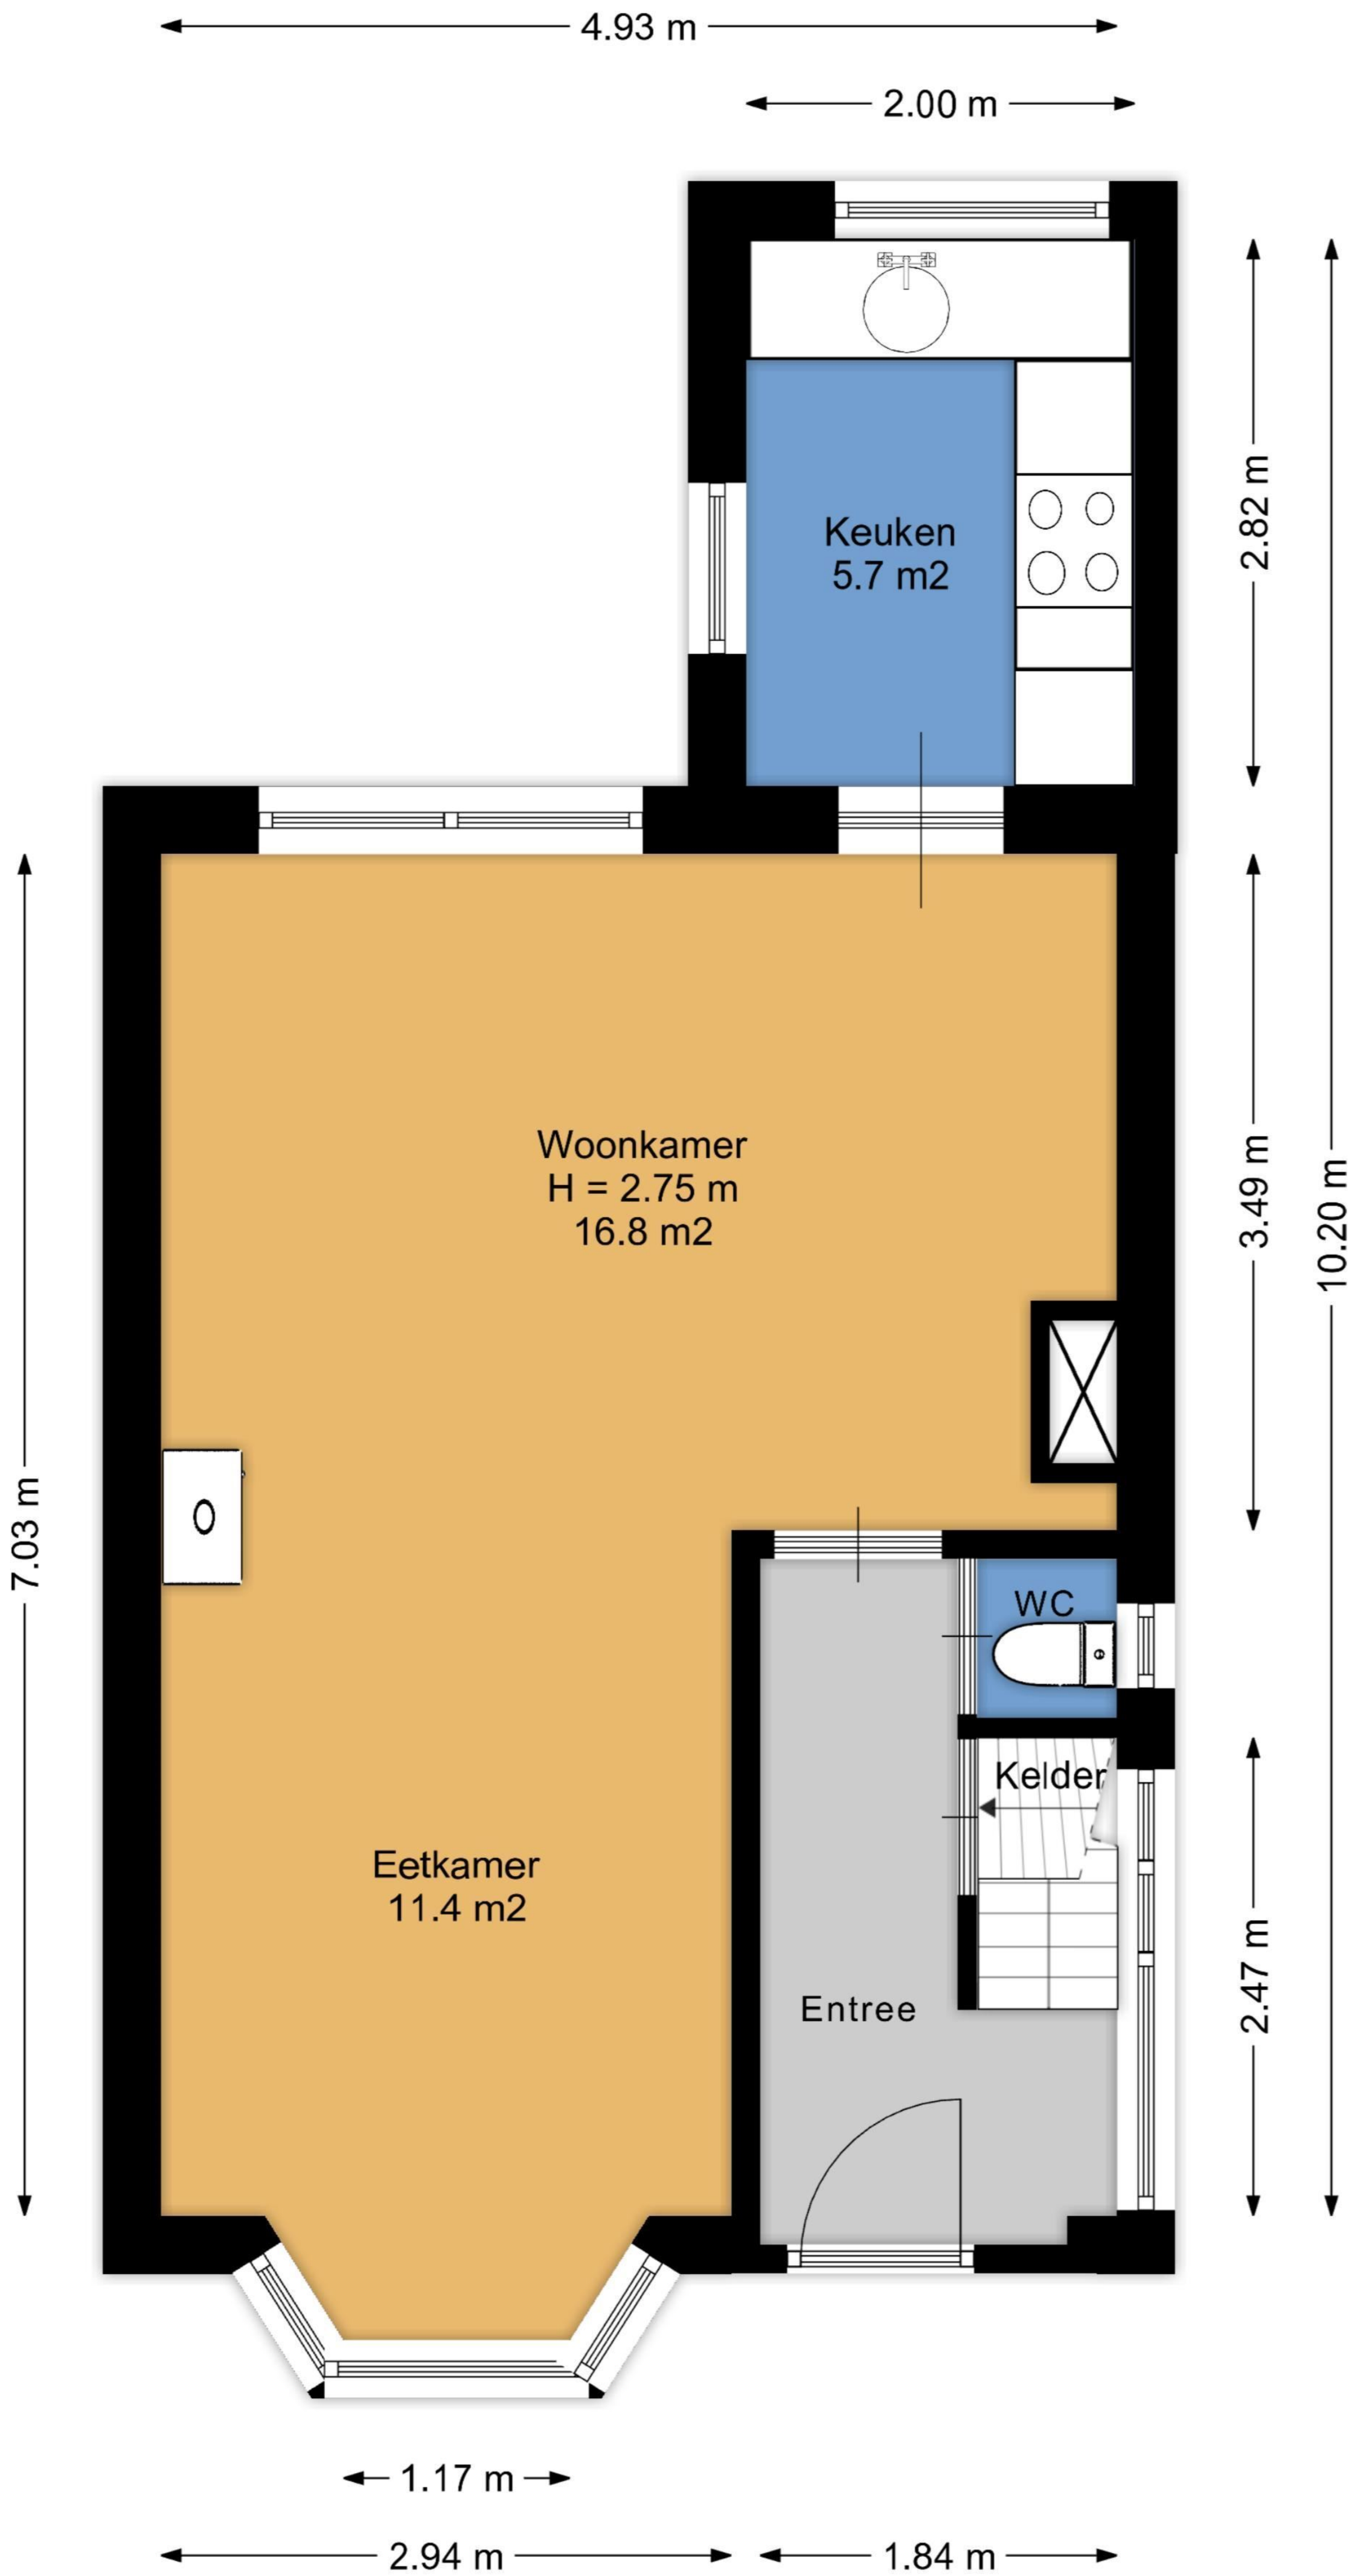 4.93 m
2.00 m
Keuken
5.7 m2
2.82 m
Woonkamer
H = 2.75 m
16.8 m2
3.49 m
10.20 m
7.03 m
WC
Kelder
Eetkamer
11.4 m2
Entree
2.47 m
1.17 m
2.94 m
1.84 m